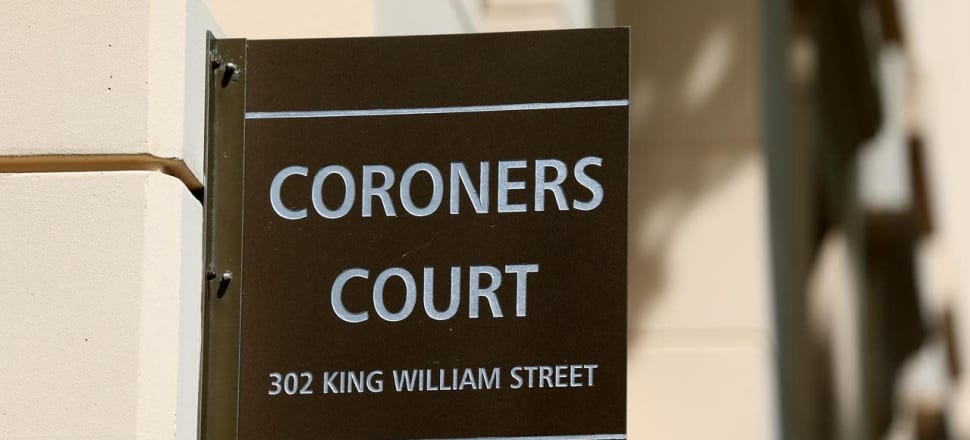 CORONERS
COURT
302 KING WILLIAM STREET